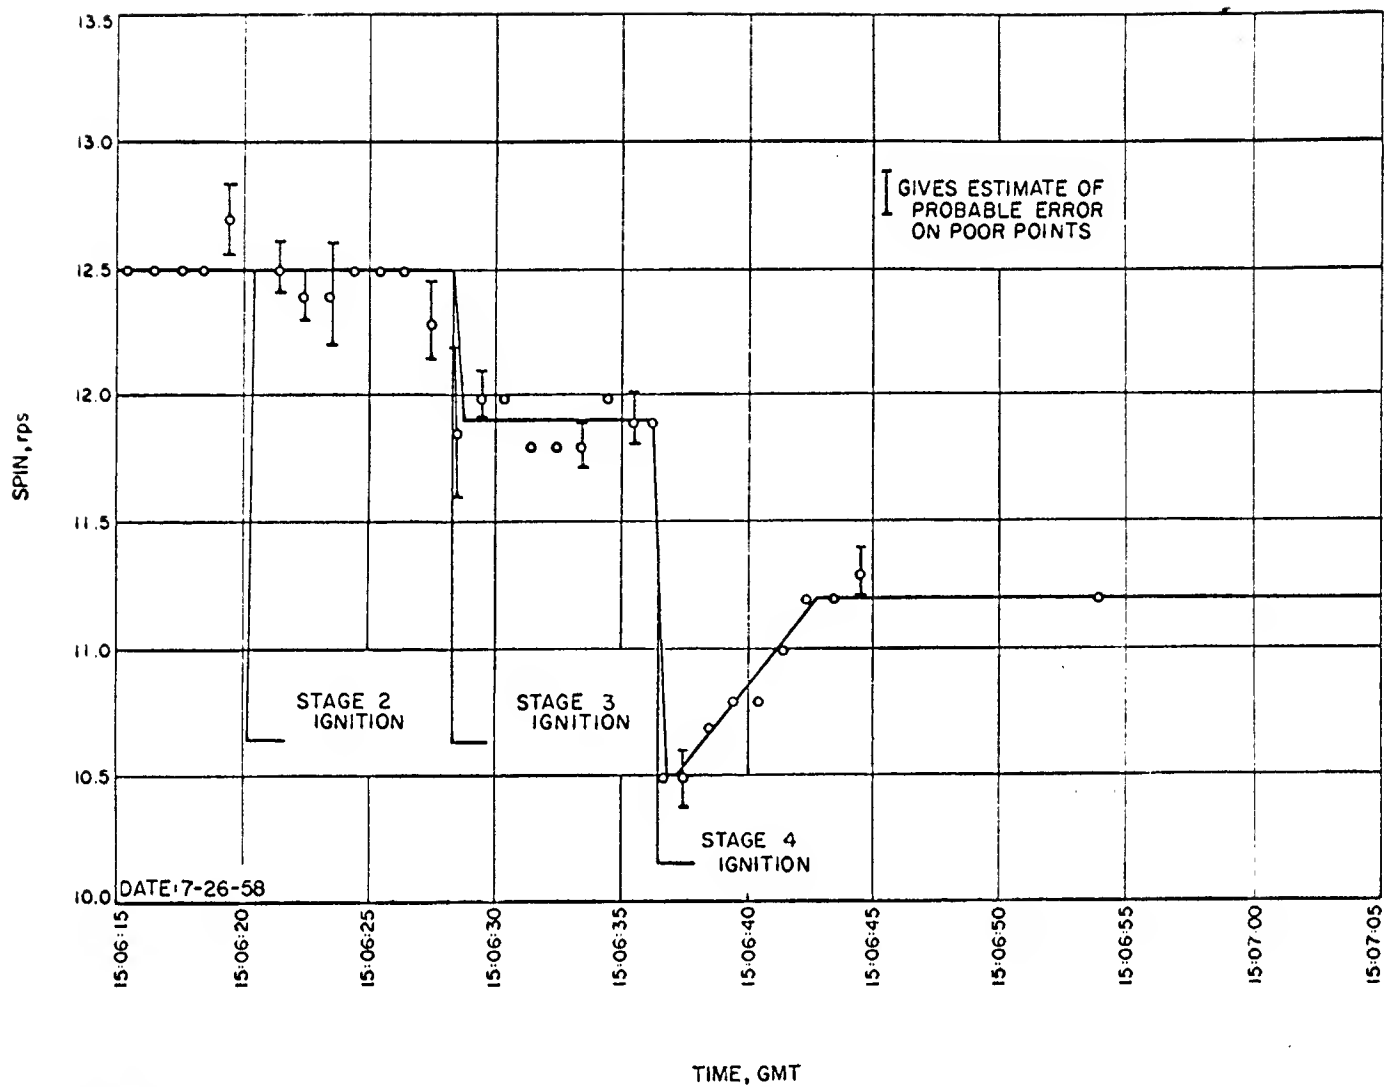 13.5
13.0
12.5
12.0
11.5
11.0
10.5
10.0
SPIN, rps
GIVES ESTIMATE OF
PROBABLE ERROR
ON POOR POINTS
STAGE 2
IGNITION
STAGE 3
IGNITION
STAGE 4
IGNITION
DATE:7-26-58
15:06:15
15:06:20
15:06:25
15:06:30
15:06:35
15:06:40
15:06:45
15:06:50
15:06:55
15:07:00
15:07:05
TIME, GMT